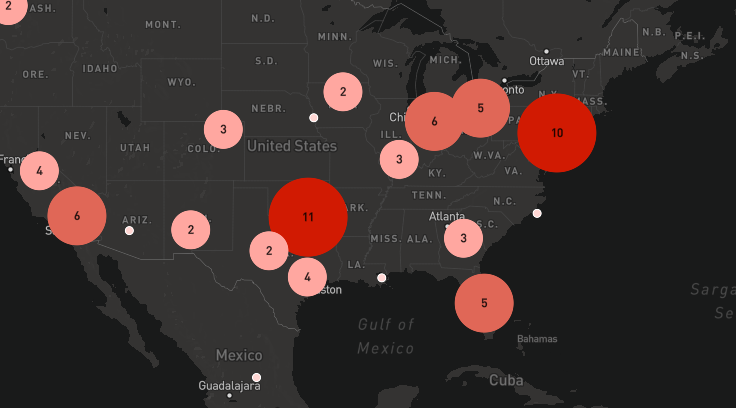 2
ASH.
MONT.
N.D.
MINN.
N.B.
P.E.I.
ORE.
IDAHO
WYO.
S.D.
WIS.
MICH.
Ottawa
MAINE
N.S.
VT.
NEBR.
2
onto
N.Y.
MASS.
NEV.
UTAH
COLO.
3
United States
Chi
6
5
PA
10
ILL.
3
W.VA.
VA.
Franc
4
KY.
TENN.
N.C.
6
S
ARIZ.
2
11
ARK.
Atlanta
S.C.
3
MISS.
ALA.
2
LA.
4
ston
5
Gulf of
Mexico
Sarga
Se
Bahamas
Mexico
Guadalajara
Cuba